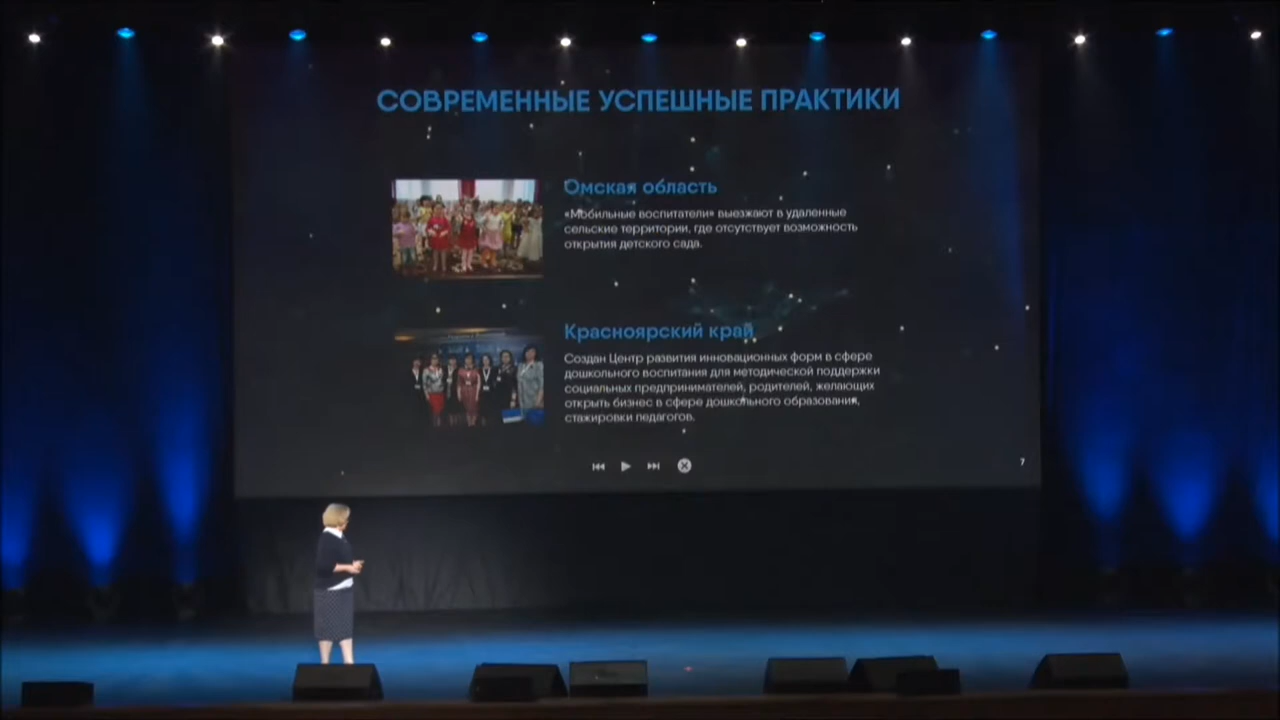 СОВРЕМЕННЫЕ УСПЕШНЫЕ ПРАКТИКИ
Омская область
«Мобильные воспитатели» выезжают в удаленные
сельские территории, где отсутствует возможность
открытия детского сада.
Красноярский край
Создан Центр развития инновационных форм в сфере
дошкольного воспитания для методической поддержки
социальных предпринимателей, родителей, желающих
открыть бизнес в сфере дошкольного образования,
стажировки педагогов.
7